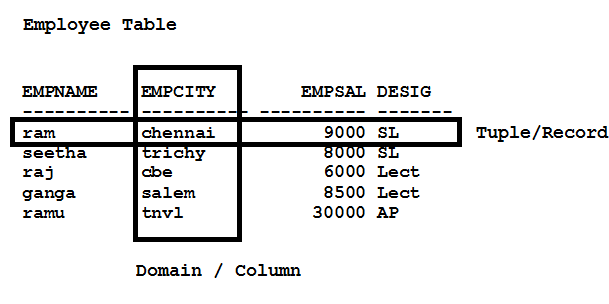 Employee Table
EMPNAME EMPCITY EMPSAL DESIG
---------- ---------- ---------- -------
ram chennai 9000 SL Tuple/Record
seetha trichy 8000 SL
raj cbe 6000 Lect
ganga salem 8500 Lect
ramu tnvl 30000 AP
Domain / Column